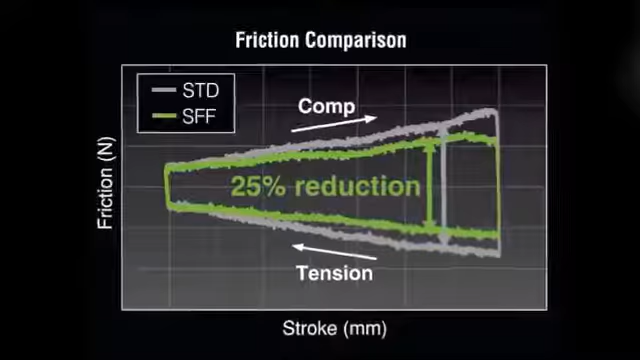 Friction Comparison
STD
SFF
Comp
25% reduction
Tension
Friction (N)
Stroke (mm)